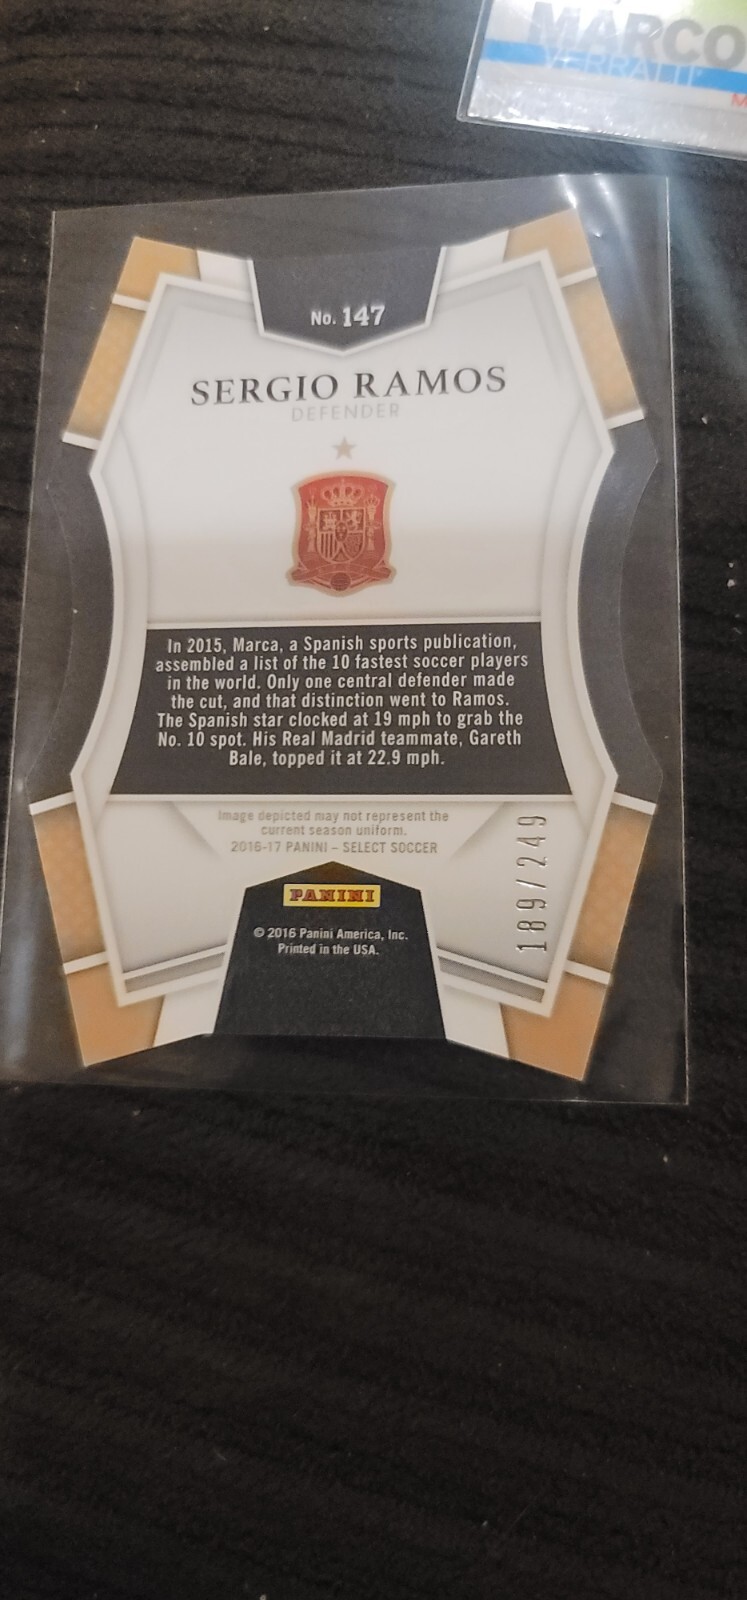 MARCO
VERRATTI
M
No. 147
SERGIO RAMOS
DEFENDER
In 2015, Marca, a Spanish sports publication,
assembled a list of the 10 fastest soccer players
in the world. Only one central defender made
the cut, and that distinction went to Ramos.
The Spanish star clocked at 19 mph to grab the
No. 10 spot. His Real Madrid teammate, Gareth
Bale, topped it at 22.9 mph.
Image depicted may not represent the
current season uniform.
2016-17 PANINI – SELECT SOCCER
189/249
PANINI
© 2016 Panini America, Inc.
Printed in the USA.